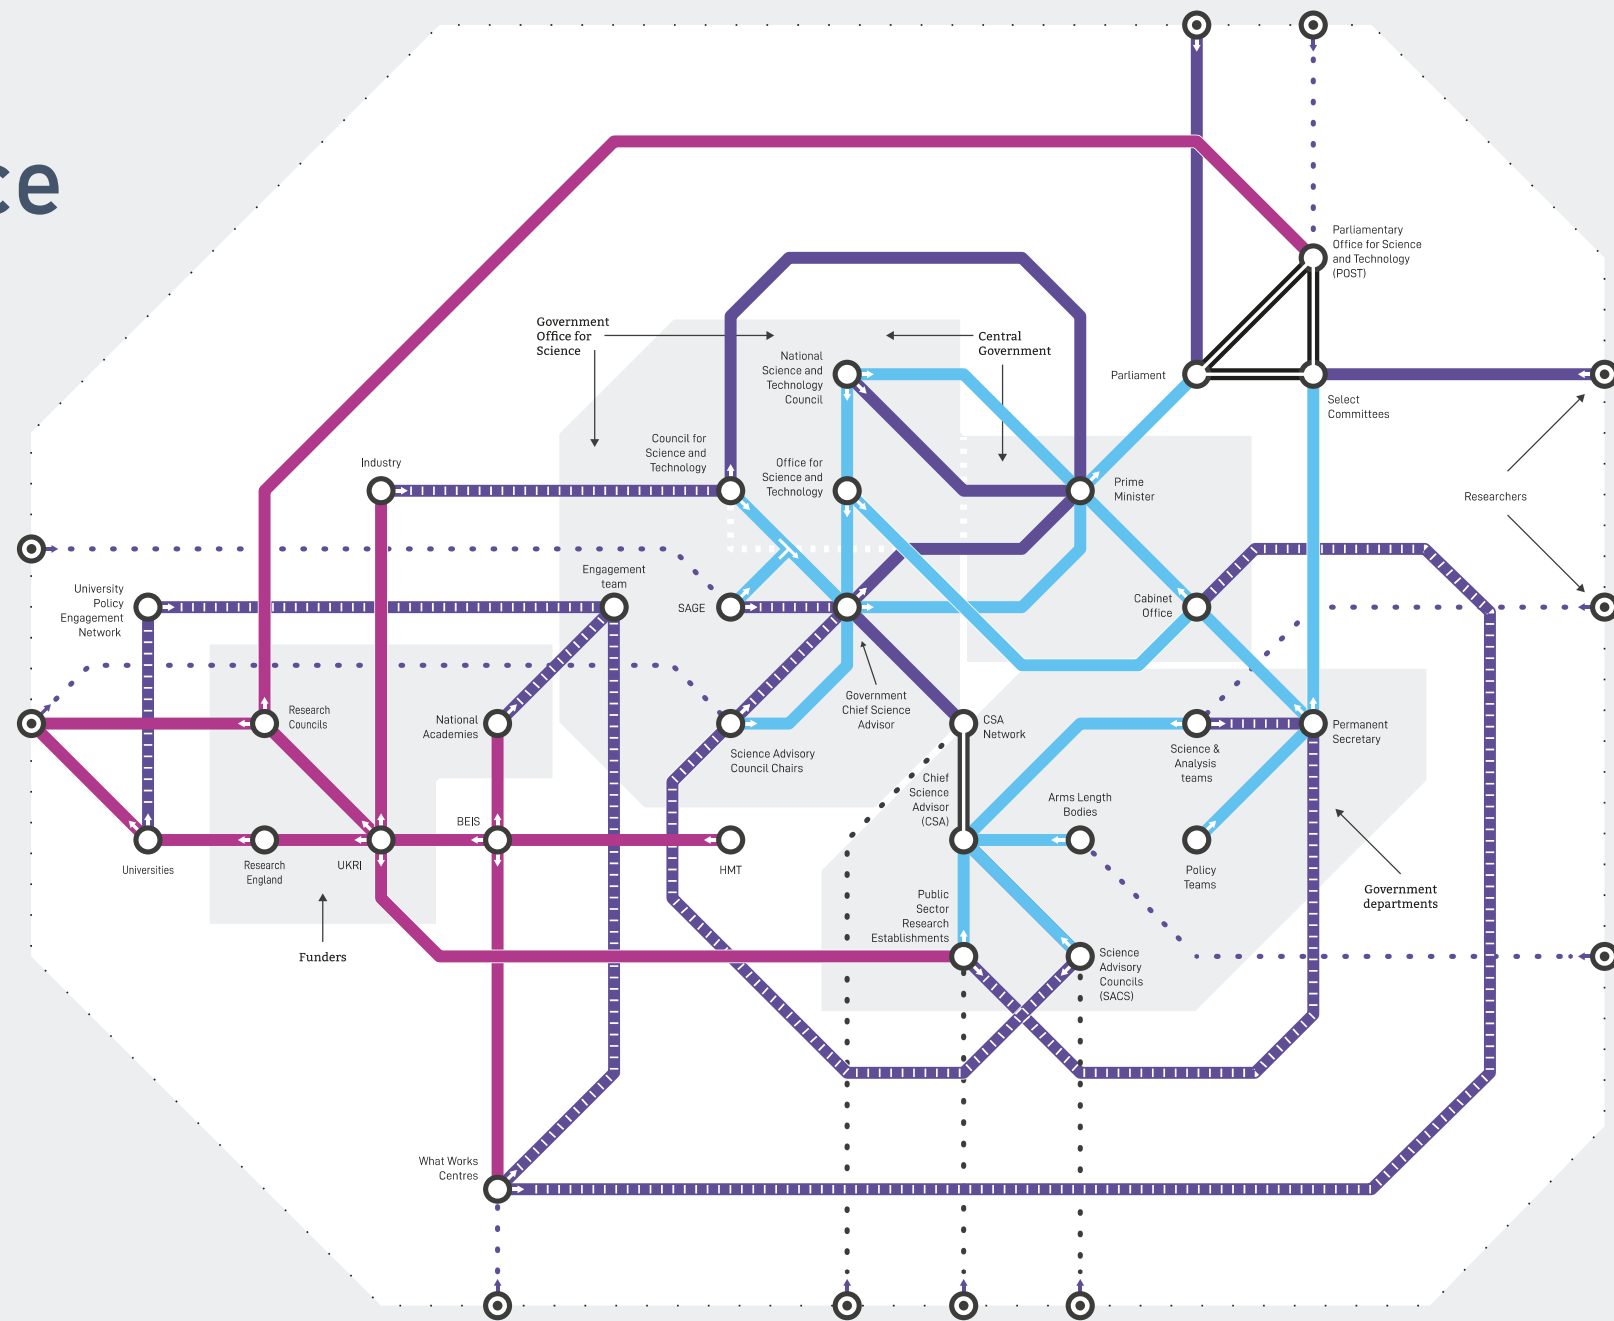 ce
Parliamentary
Office for Science
and Technology
(POST)
Government
Office for
Science
Central
Government
National
Science and
Technology
Council
Parliament
Select
Committees
Council for
Science and
Technology
Industry
Office for
Science and
Technology
Prime
Minister
Researchers
Engagement
team
University
Policy
Engagement
Network
SAGE
Cabinet
Office
Government
Chief Science
Advisor
Research
Councils
National
Academies
CSA
Network
Permanent
Secretary
Science Advisory
Council Chairs
Science &
Analysis
teams
Chief
Science
Advisor
(CSA)
Arms Length
Bodies
BEIS
Universities
Research
England
UKRI
HMT
Policy
Teams
Government
departments
Public
Sector
Research
Establishments
Funders
Science
Advisory
Councils
(SACS)
What Works
Centres